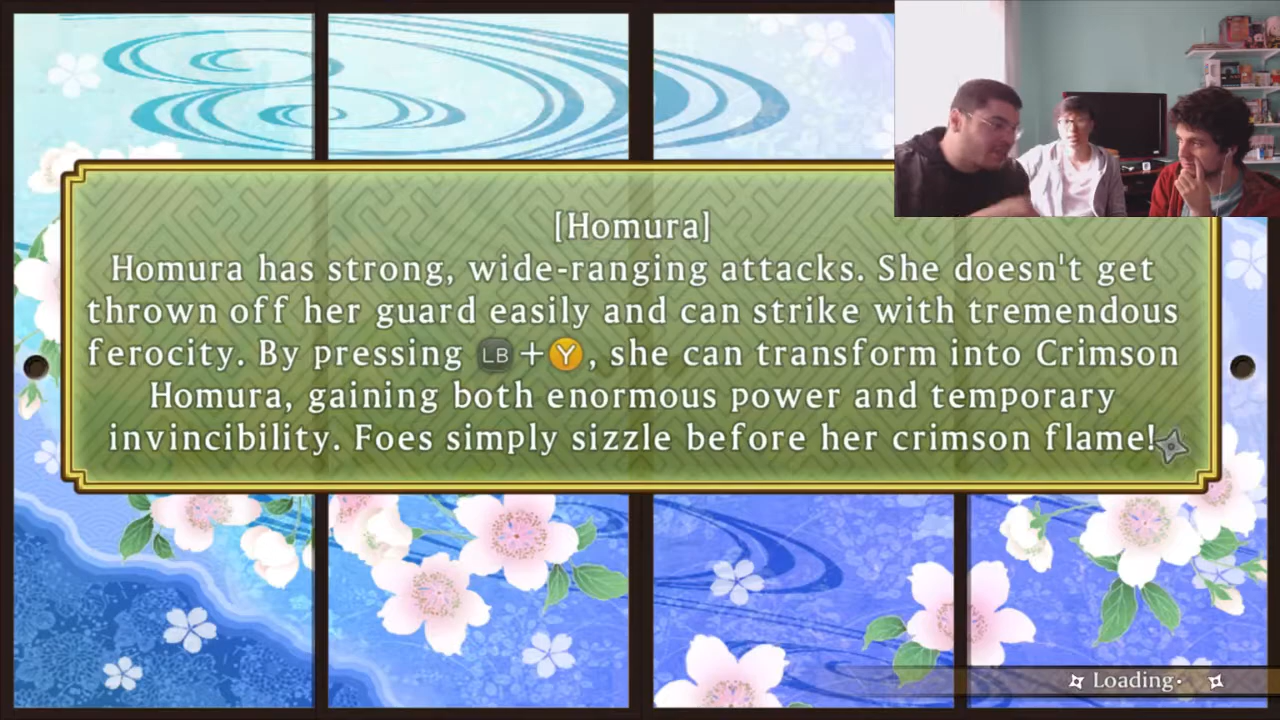 [Homura]
Homura has strong, wide-ranging attacks. She doesn't get
thrown off her guard easily and can strike with tremendous
ferocity. By pressing LB+Y, she can transform into Crimson
Homura, gaining both enormous power and temporary
invincibility. Foes simply sizzle before her crimson flame!
Loading·